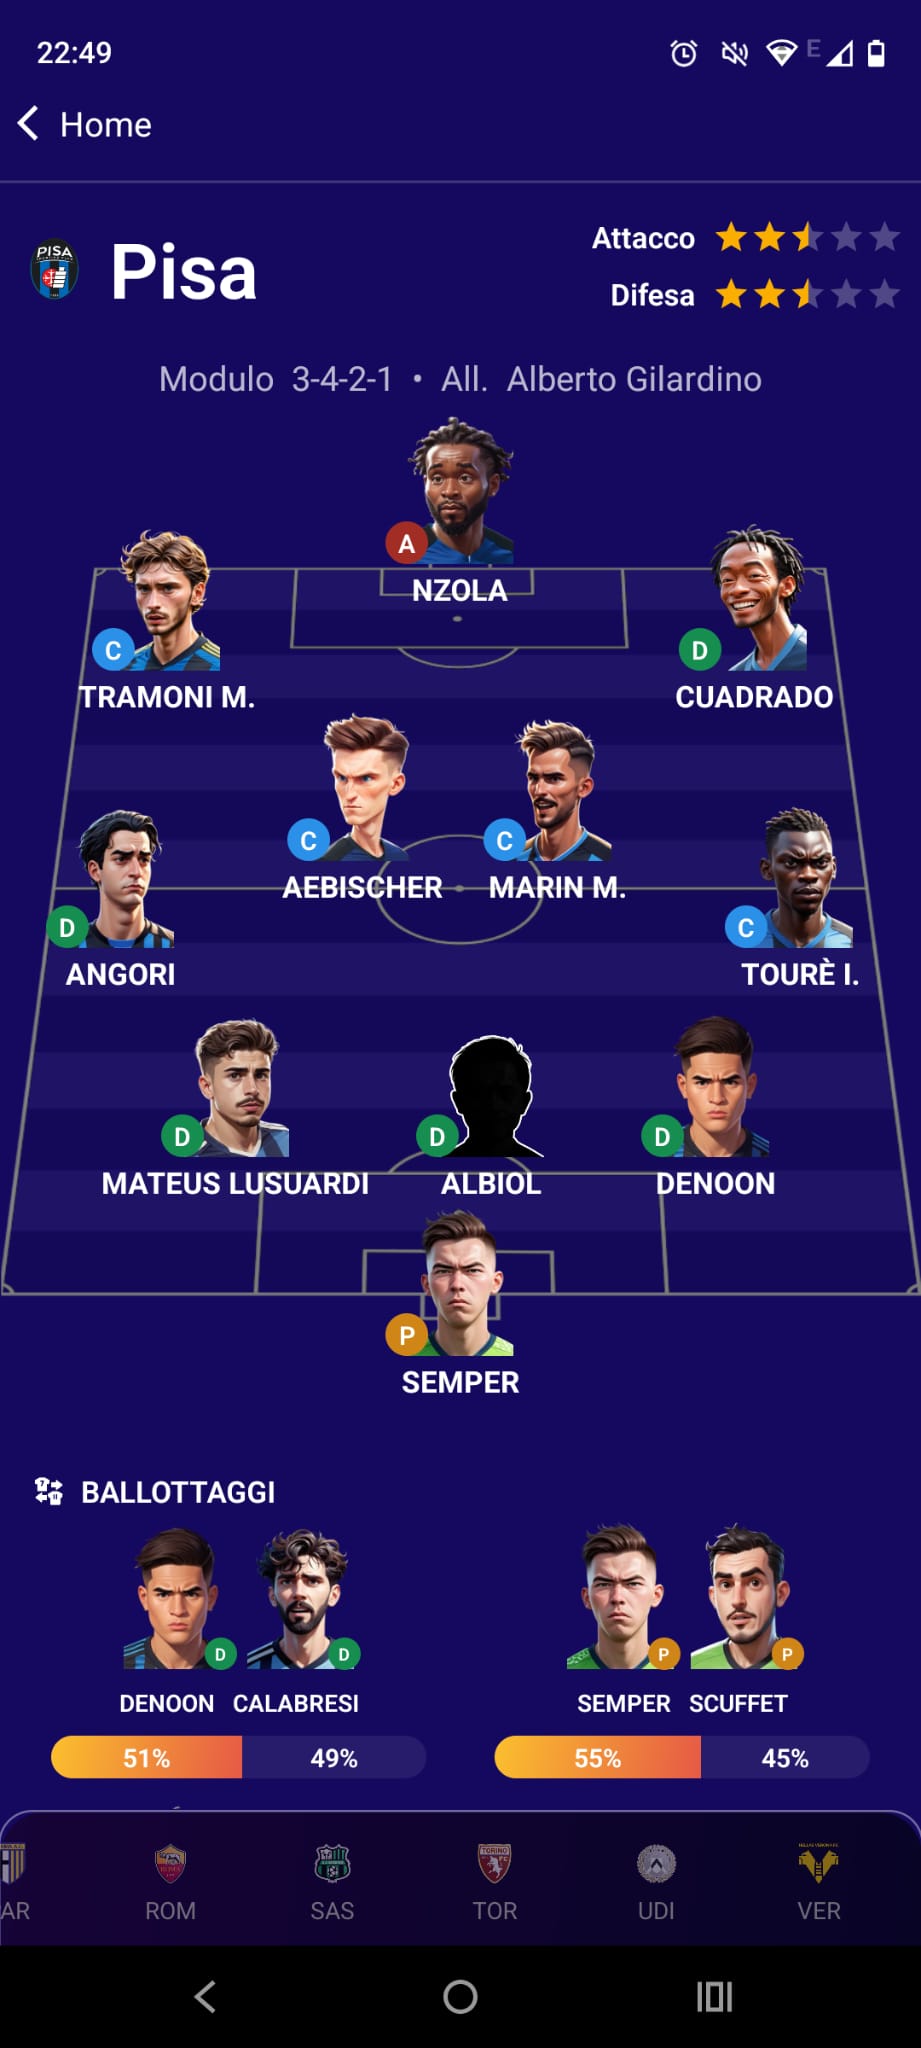 22:49
E
Home
PISA
Pisa
Attacco
Difesa
Modulo 3-4-2-1 • All. Alberto Gilardino
A
NZOLA
C
D
TRAMONI M.
CUADRADO
C
C
AEBISCHER
MARIN M.
D
C
ANGORI
TOURÈ I.
D
D
D
MATEUS LUSUARDI
ALBIOL
DENOON
P
SEMPER
BALLOTTAGGI
D
D
P
P
DENOON
CALABRESI
SEMPER
SCUFFET
51%
49%
55%
45%
AR
ROM
SAS
TOR
UDI
VER